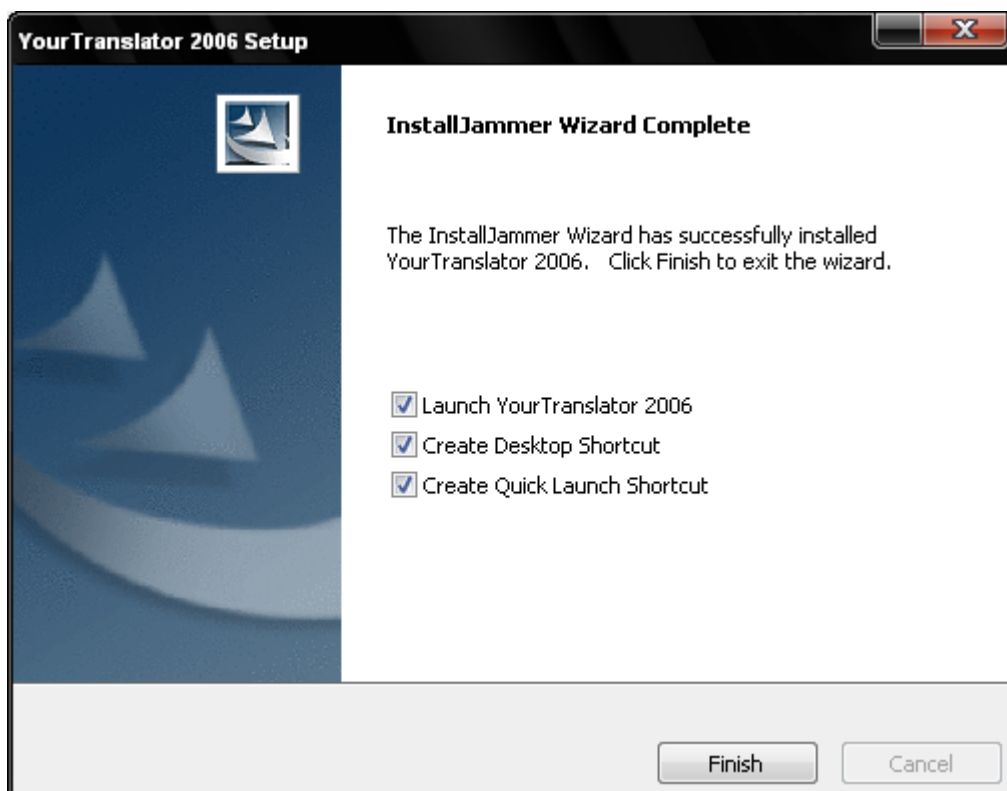 YourTranslator 2006 Setup
InstallJammer Wizard Complete
The InstallJammer Wizard has successfully installed
YourTranslator 2006.   Click Finish to exit the wizard.
Launch YourTranslator 2006
Create Desktop Shortcut
Create Quick Launch Shortcut
Finish
Cancel